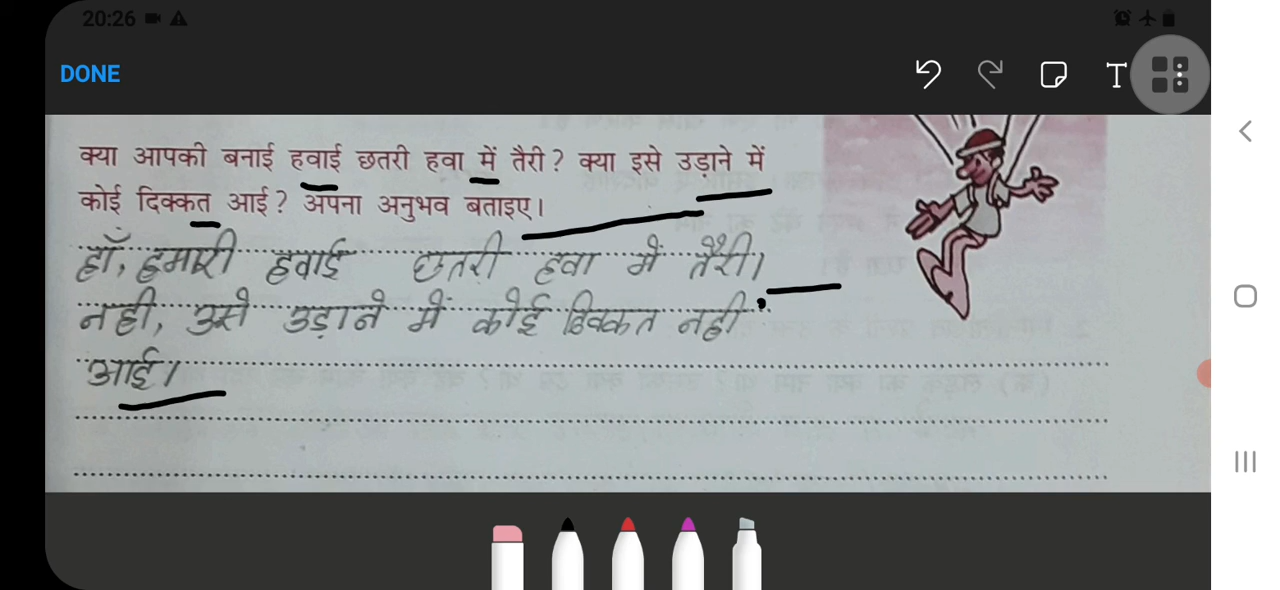 20:26
DONE
T
क्या आपकी बनाई हवाई छतरी हवा में तैरी? क्या इसे उड़ाने में
कोई दिक्कत आई? अपना अनुभव बताइए।
हाँ, हमारी हवाई छतरी हवा में तैरी।
नही, उसे उड़ाने में कोई दिक्कत नही
आई।